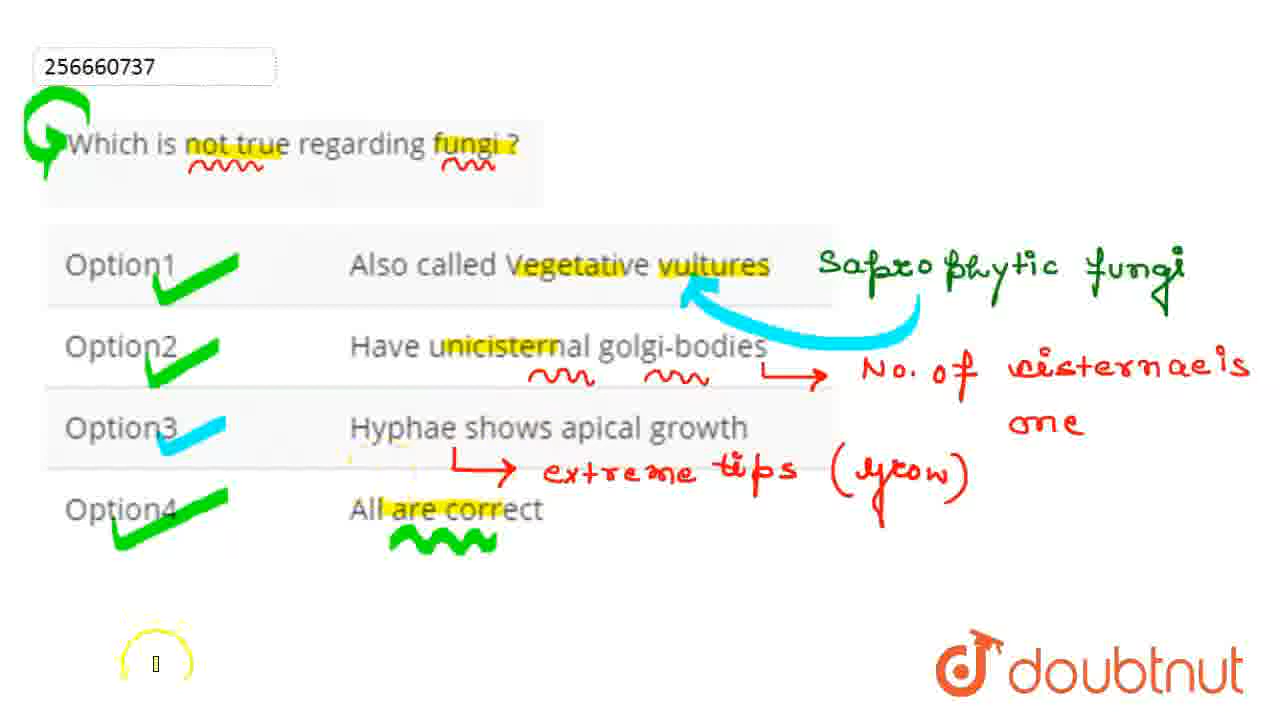 256660737
Which is not true regarding fungi ?
Option1 Also called Vegetative vultures Saprophytic fungi
Option2 Have unicisternal golgi-bodies
No. of cisternae is
one
Option3 Hyphae shows apical growth
extreme tips (grow)
Option4 All are correct
doubtnut